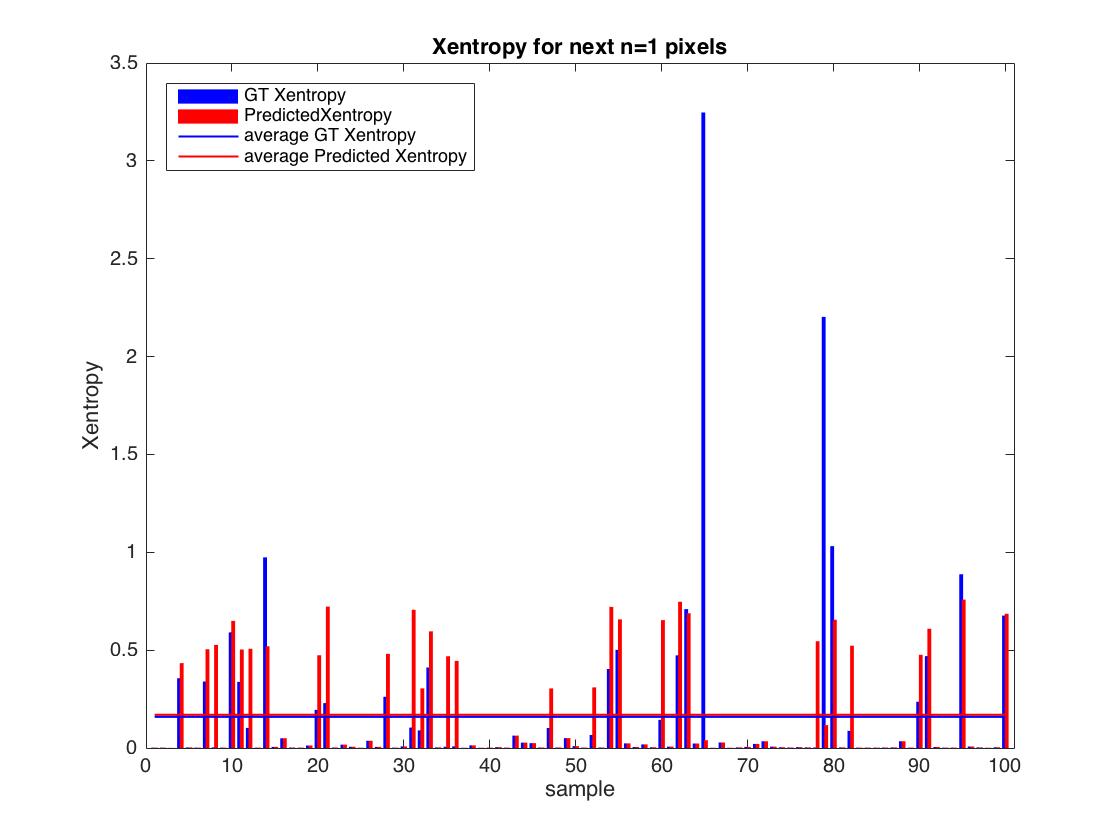 Xentropy for next n=1 pixels
3.5
3
2.5
2
1.5
1
0.5
0
Xentropy
GT Xentropy
PredictedXentropy
average GT Xentropy
average Predicted Xentropy
0 10 20 30 40 50 60 70 80 90 100
sample